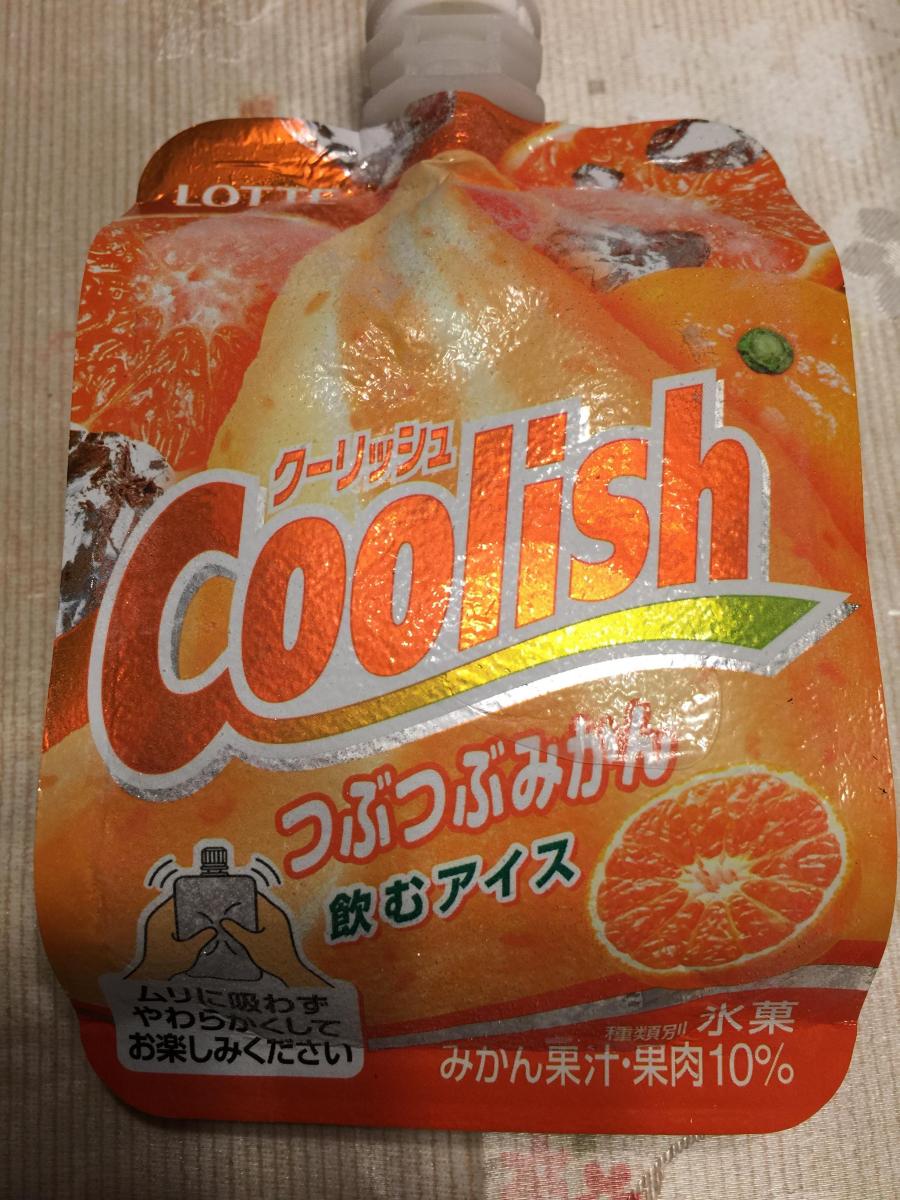 LOTTE
クーリッシュ
Coolish
つぶつぶみかん
飲むアイス
ムリに吸わず
やわらかくして
お楽しみください
種類別 氷菓
みかん果汁・果肉10%